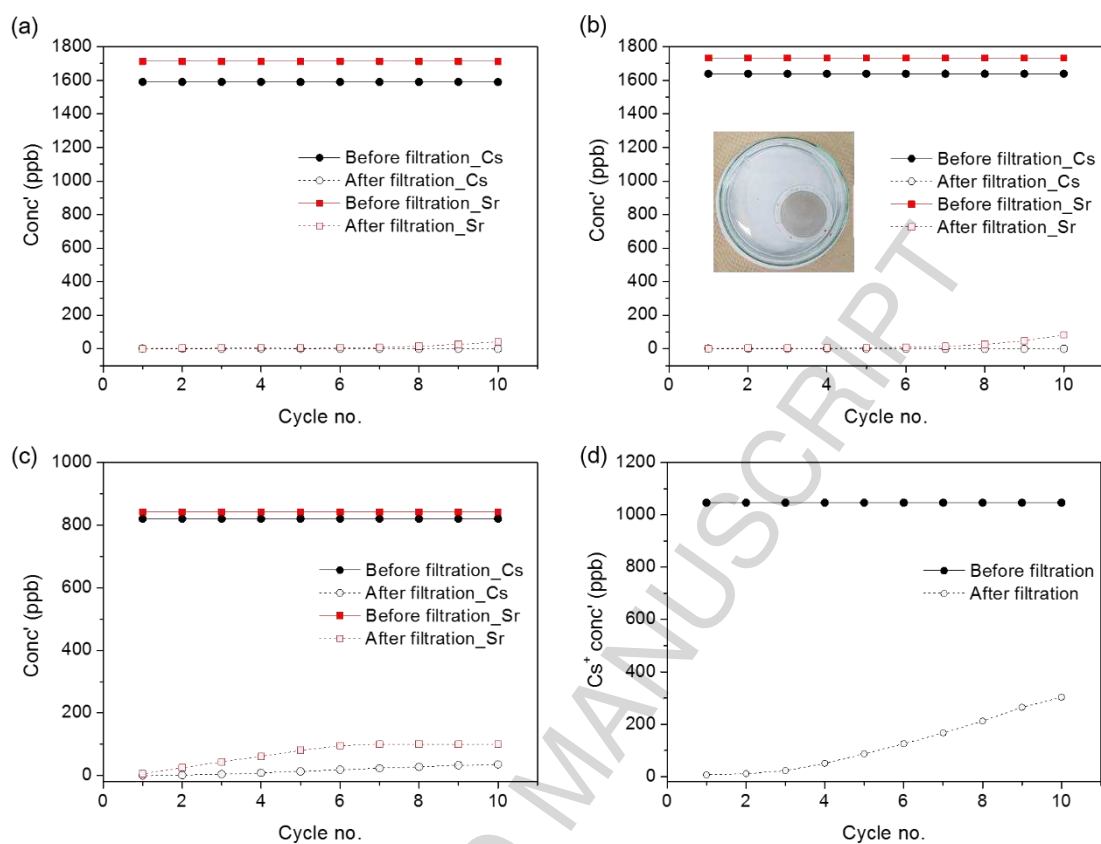 (a)
1800
1600
1400
1200
1000
800
600
400
200
0
Conc' (ppb)
Before filtration_Cs
After filtration_Cs
Before filtration_Sr
After filtration_Sr
0 2 4 6 8 10
Cycle no.
(b)
1800
1600
1400
1200
1000
800
600
400
200
0
Conc' (ppb)
Before filtration_Cs
After filtration_Cs
Before filtration_Sr
After filtration_Sr
0 2 4 6 8 10
Cycle no.
(c)
1000
800
600
400
200
0
Conc' (ppb)
Before filtration_Cs
After filtration_Cs
Before filtration_Sr
After filtration_Sr
0 2 4 6 8 10
Cycle no.
(d)
1200
1000
800
600
400
200
0
Cs⁺ conc' (ppb)
Before filtration
After filtration
0 2 4 6 8 10
Cycle no.
D MANUSCRIPT